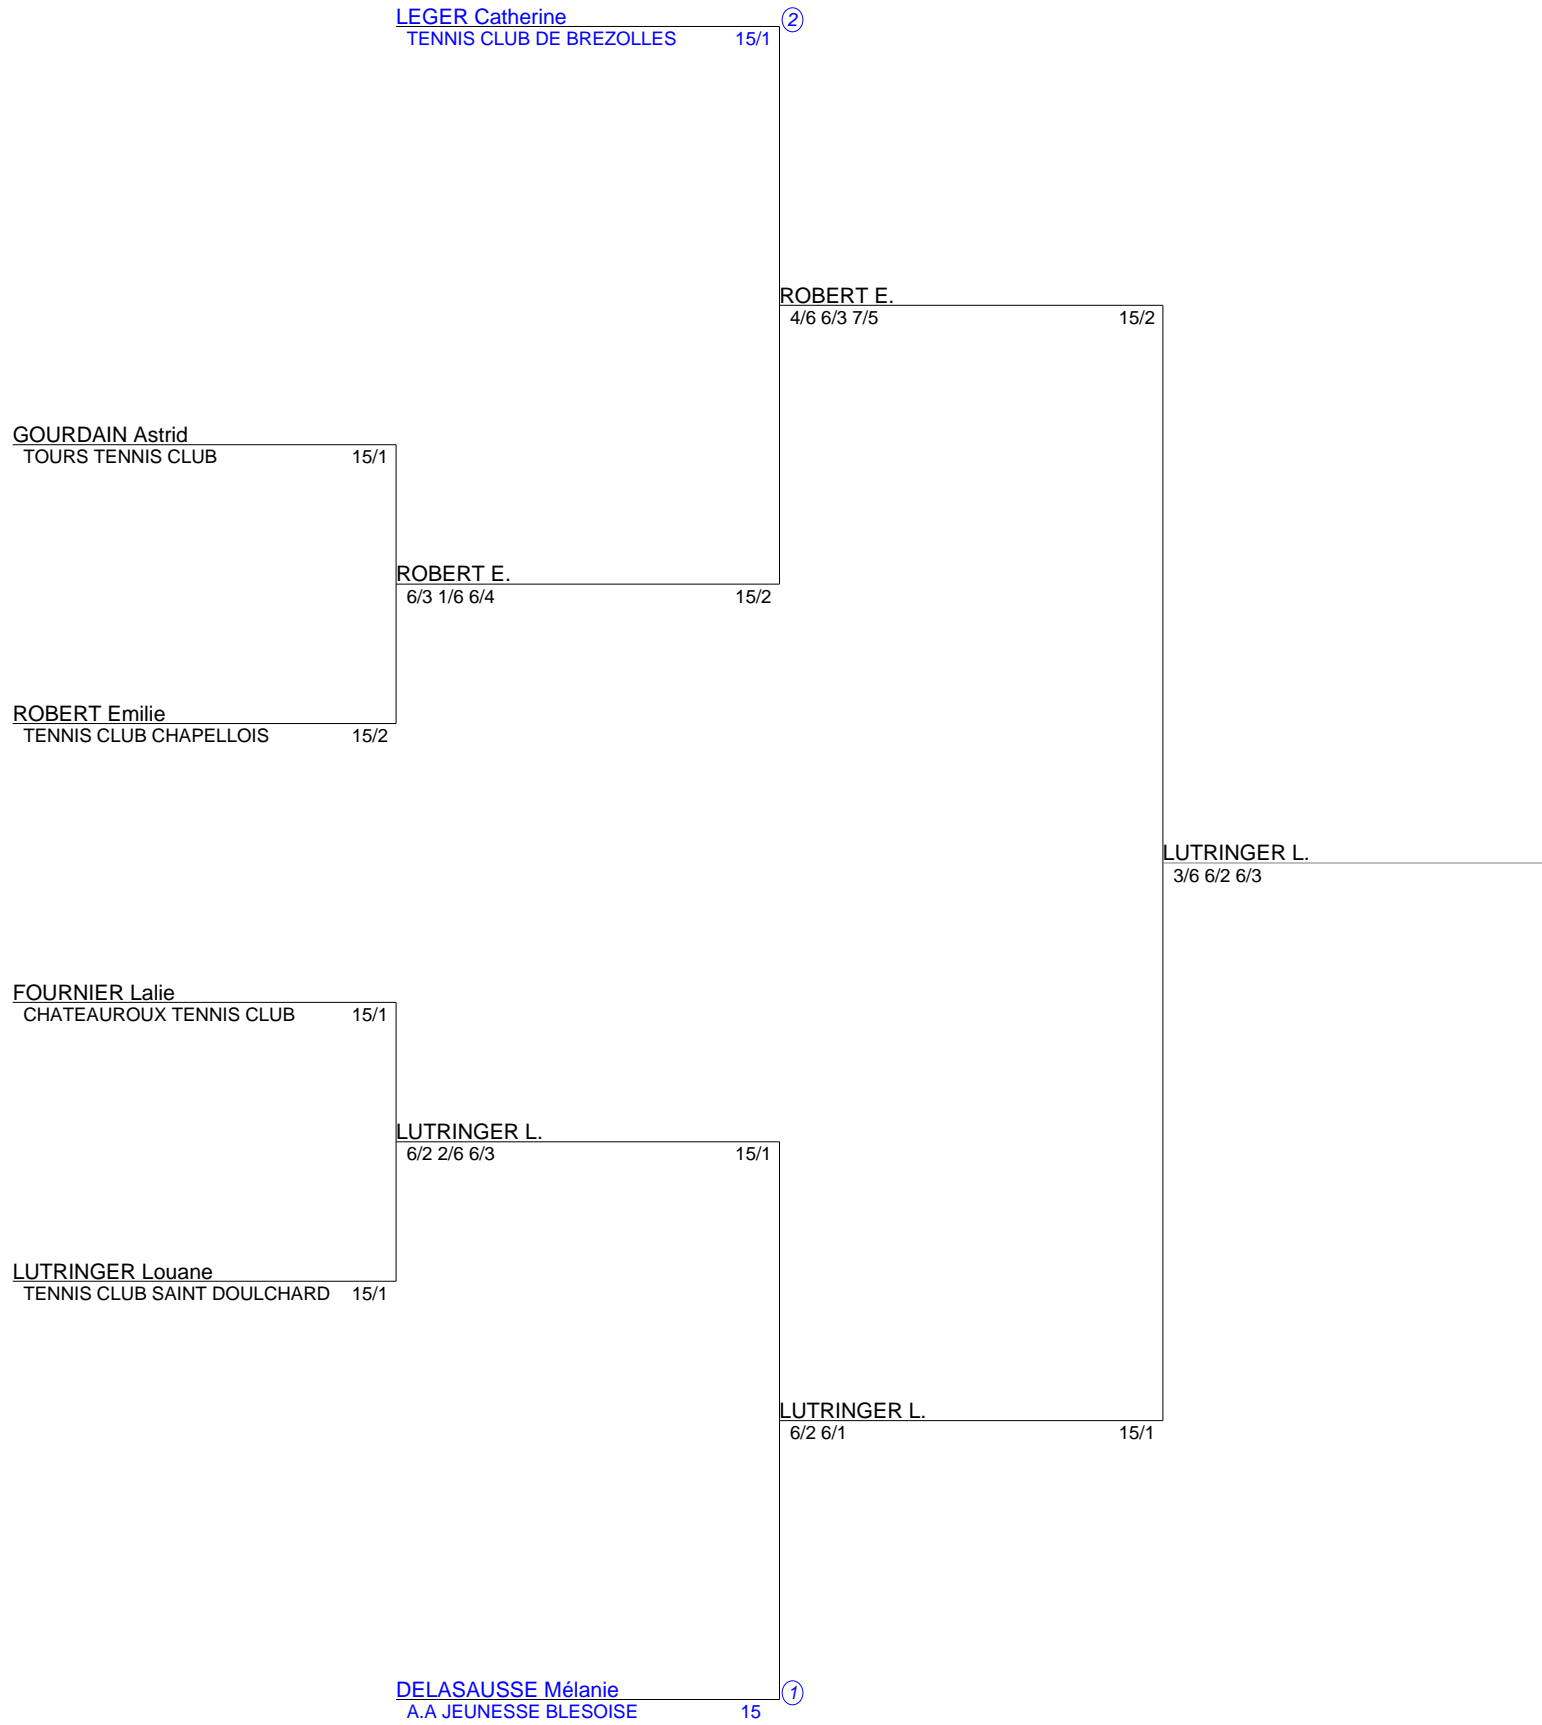 LEGER Catherine
2
TENNIS CLUB DE BREZOLLES 15/1
ROBERT E.
4/6 6/3 7/5 15/2
GOURDAIN Astrid
TOURS TENNIS CLUB 15/1
ROBERT E.
6/3 1/6 6/4 15/2
ROBERT Emilie
TENNIS CLUB CHAPELLOIS 15/2
LUTRINGER L.
3/6 6/2 6/3
FOURNIER Lalie
CHATEAUROUX TENNIS CLUB 15/1
LUTRINGER L.
6/2 2/6 6/3 15/1
LUTRINGER Louane
TENNIS CLUB SAINT DOULCHARD 15/1
LUTRINGER L.
6/2 6/1 15/1
DELASAUSSE Mélanie
1
A.A JEUNESSE BLESOISE 15